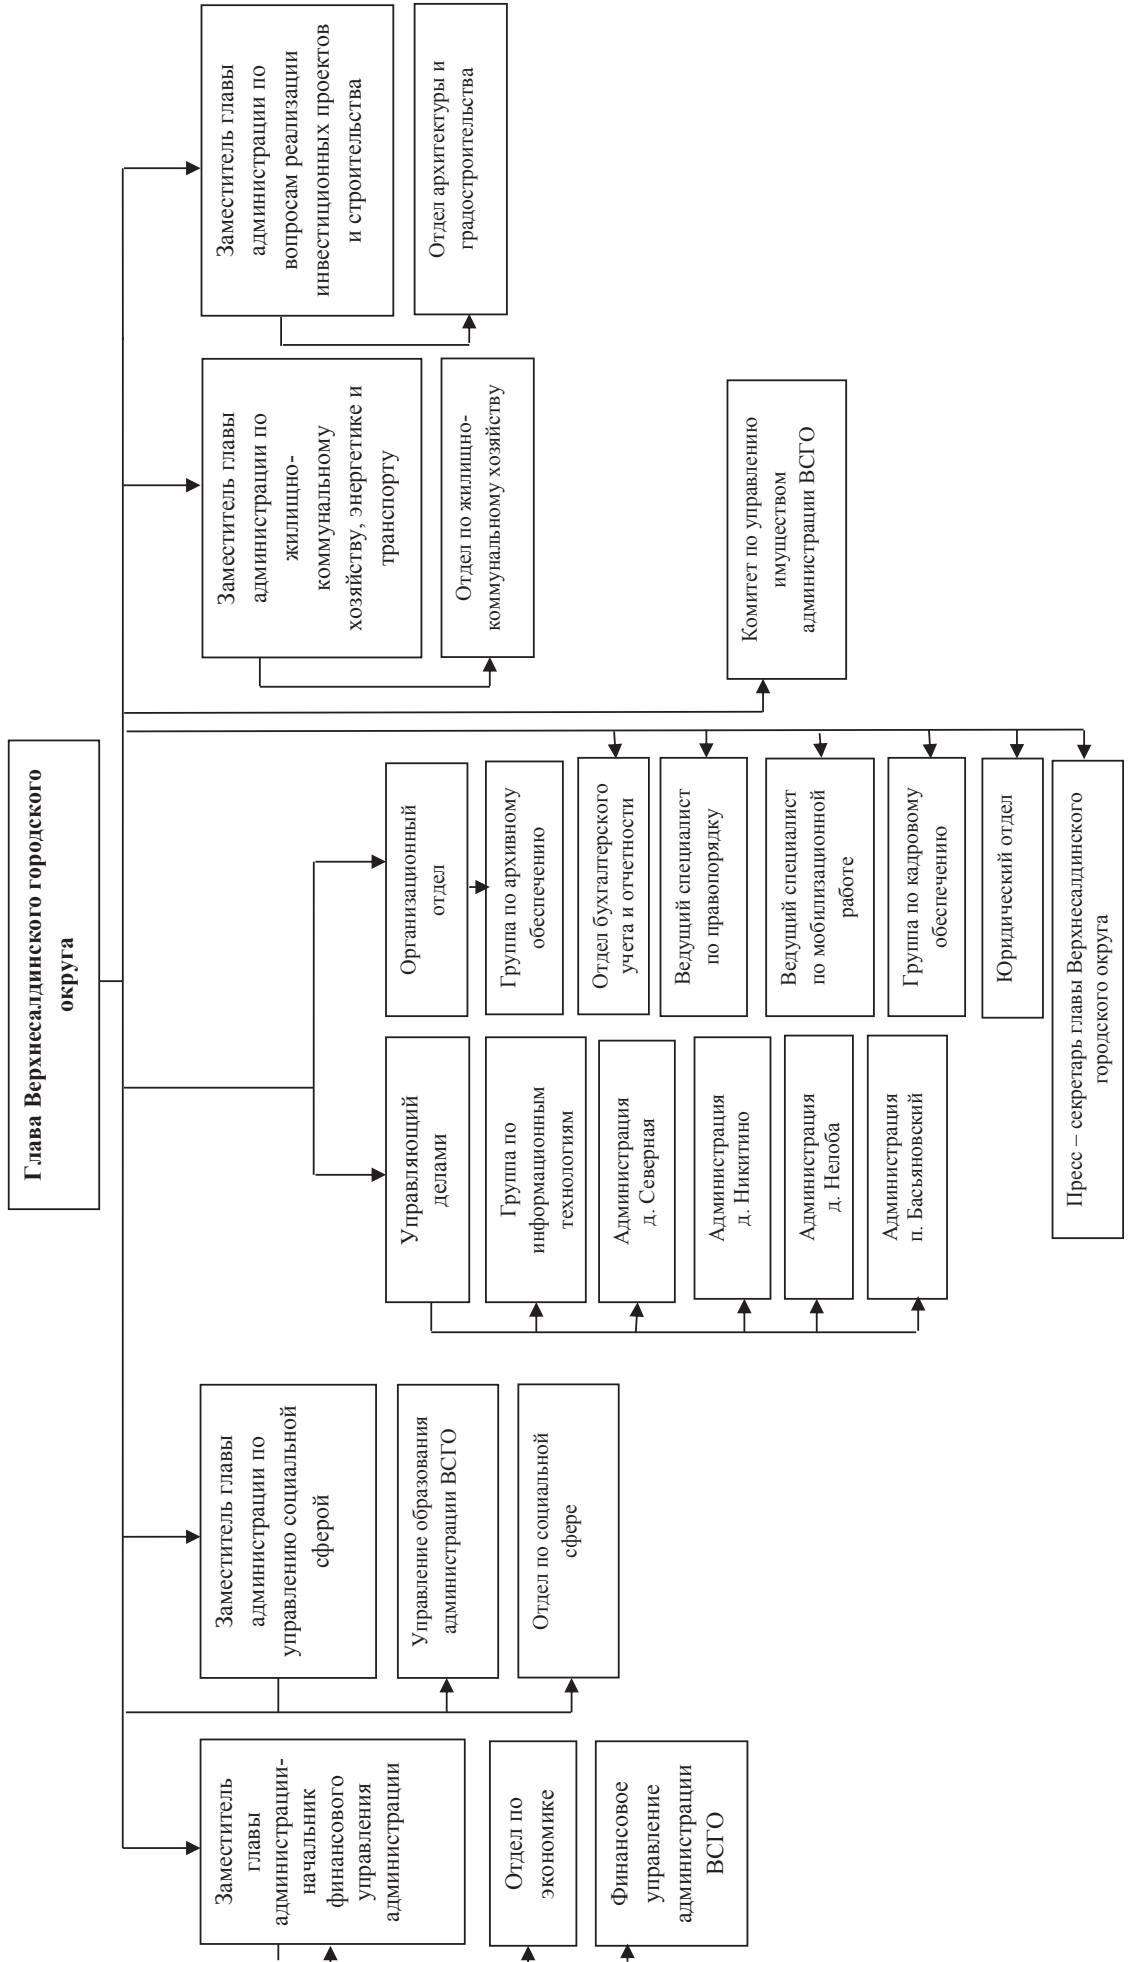 Глава Верхнесалдинского городского
округа
Заместитель
главы
администрации-
начальник
финансового
управления
администрации
Отдел по
экономике
Финансовое
управление
администрации
ВСГО
Заместитель главы
администрации по
управлению социальной
сферой
Управление образования
администрации ВСГО
Отдел по социальной
сфере
Управляющий
делами
Группа по
информационным
технологиям
Администрация
д. Северная
Администрация
д. Никитино
Администрация
д. Нелоба
Администрация
п. Басьяновский
Организационный
отдел
Группа по архивному
обеспечению
Отдел бухгалтерского
учета и отчетности
Ведущий специалист
по правопорядку
Ведущий специалист
по мобилизационной
работе
Группа по кадровому
обеспечению
Юридический отдел
Пресс – секретарь главы Верхнесалдинского
городского округа
Заместитель главы
администрации по
жилищно-
коммунальному
хозяйству, энергетике и
транспорту
Отдел по жилищно-
коммунальному хозяйству
Комитет по управлению
имуществом
администрации ВСГО
Заместитель главы
администрации по
вопросам реализации
инвестиционных проектов
и строительства
Отдел архитектуры и
градостроительства